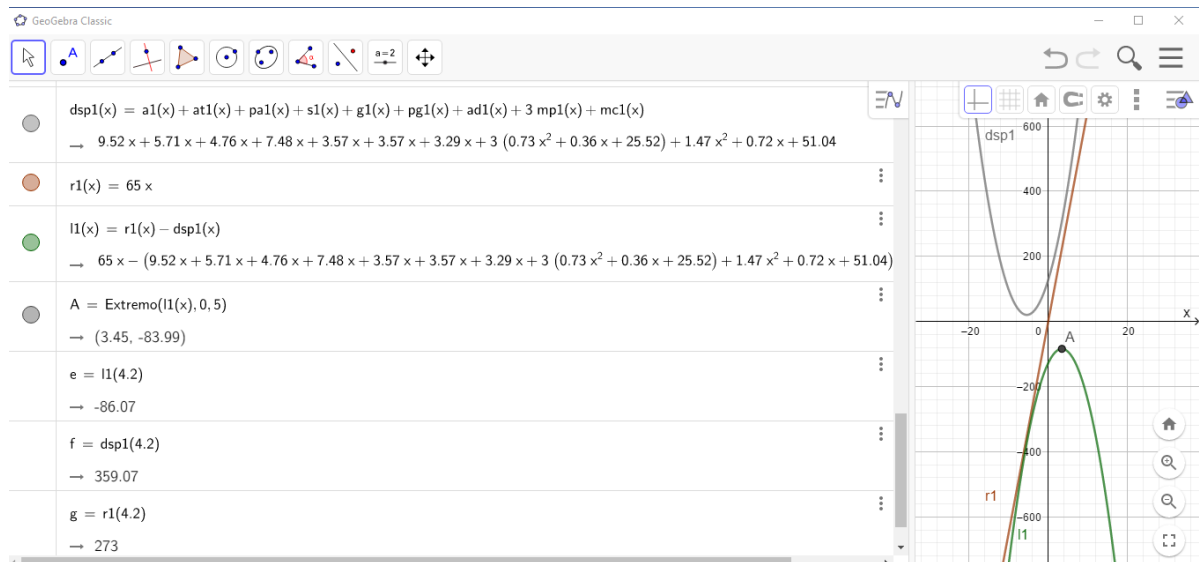 GeoGebra Classic
A
α
a=2
dsp1(x) = a1(x) + at1(x) + pa1(x) + s1(x) + g1(x) + pg1(x) + ad1(x) + 3 mp1(x) + mc1(x)
→ 9.52 x + 5.71 x + 4.76 x + 7.48 x + 3.57 x + 3.57 x + 3.29 x + 3 (0.73 x² + 0.36 x + 25.52) + 1.47 x² + 0.72 x + 51.04
r1(x) = 65 x
l1(x) = r1(x) − dsp1(x)
→ 65 x − (9.52 x + 5.71 x + 4.76 x + 7.48 x + 3.57 x + 3.57 x + 3.29 x + 3 (0.73 x² + 0.36 x + 25.52) + 1.47 x² + 0.72 x + 51.04)
A = Extremo(l1(x), 0, 5)
→ (3.45, -83.99)
e = l1(4.2)
→ -86.07
f = dsp1(4.2)
→ 359.07
g = r1(4.2)
→ 273
600
dsp1
400
200
x
−20
0
20
A
−200
−400
r1
−600
l1